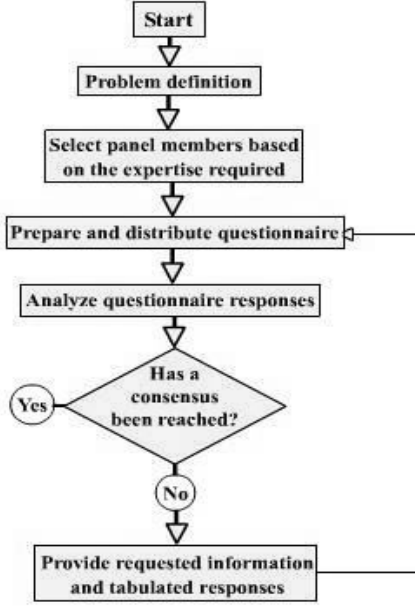 Start
Problem definition
Select panel members based
on the expertise required
Prepare and distribute questionnaire
Analyze questionnaire responses
Has a
consensus
been reached?
Yes
No
Provide requested information
and tabulated responses